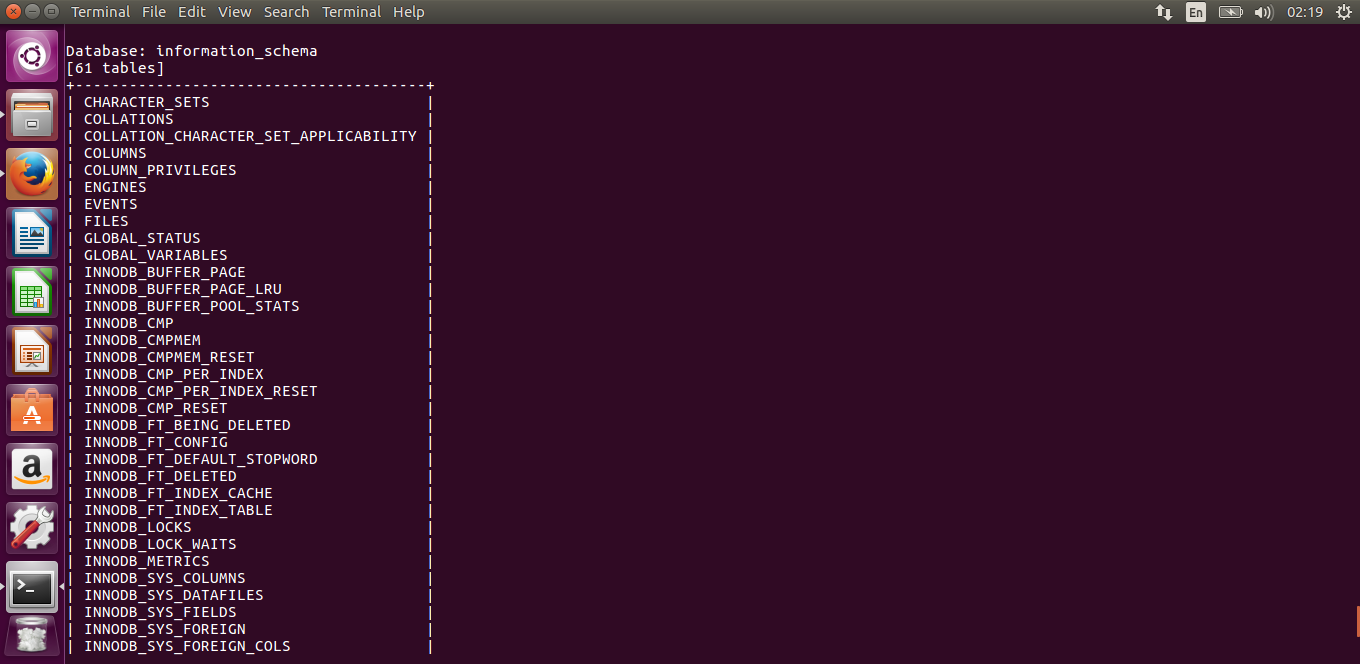 Terminal File Edit View Search Terminal Help En 02:19
Database: information_schema
[61 tables]
+---------------------------------------+
| CHARACTER_SETS |
| COLLATIONS |
| COLLATION_CHARACTER_SET_APPLICABILITY |
| COLUMNS |
| COLUMN_PRIVILEGES |
| ENGINES |
| EVENTS |
| FILES |
| GLOBAL_STATUS |
| GLOBAL_VARIABLES |
| INNODB_BUFFER_PAGE |
| INNODB_BUFFER_PAGE_LRU |
| INNODB_BUFFER_POOL_STATS |
| INNODB_CMP |
| INNODB_CMPMEM |
| INNODB_CMPMEM_RESET |
| INNODB_CMP_PER_INDEX |
| INNODB_CMP_PER_INDEX_RESET |
| INNODB_CMP_RESET |
| INNODB_FT_BEING_DELETED |
| INNODB_FT_CONFIG |
| INNODB_FT_DEFAULT_STOPWORD |
| INNODB_FT_DELETED |
| INNODB_FT_INDEX_CACHE |
| INNODB_FT_INDEX_TABLE |
| INNODB_LOCKS |
| INNODB_LOCK_WAITS |
| INNODB_METRICS |
| INNODB_SYS_COLUMNS |
| INNODB_SYS_DATAFILES |
| INNODB_SYS_FIELDS |
| INNODB_SYS_FOREIGN |
| INNODB_SYS_FOREIGN_COLS |